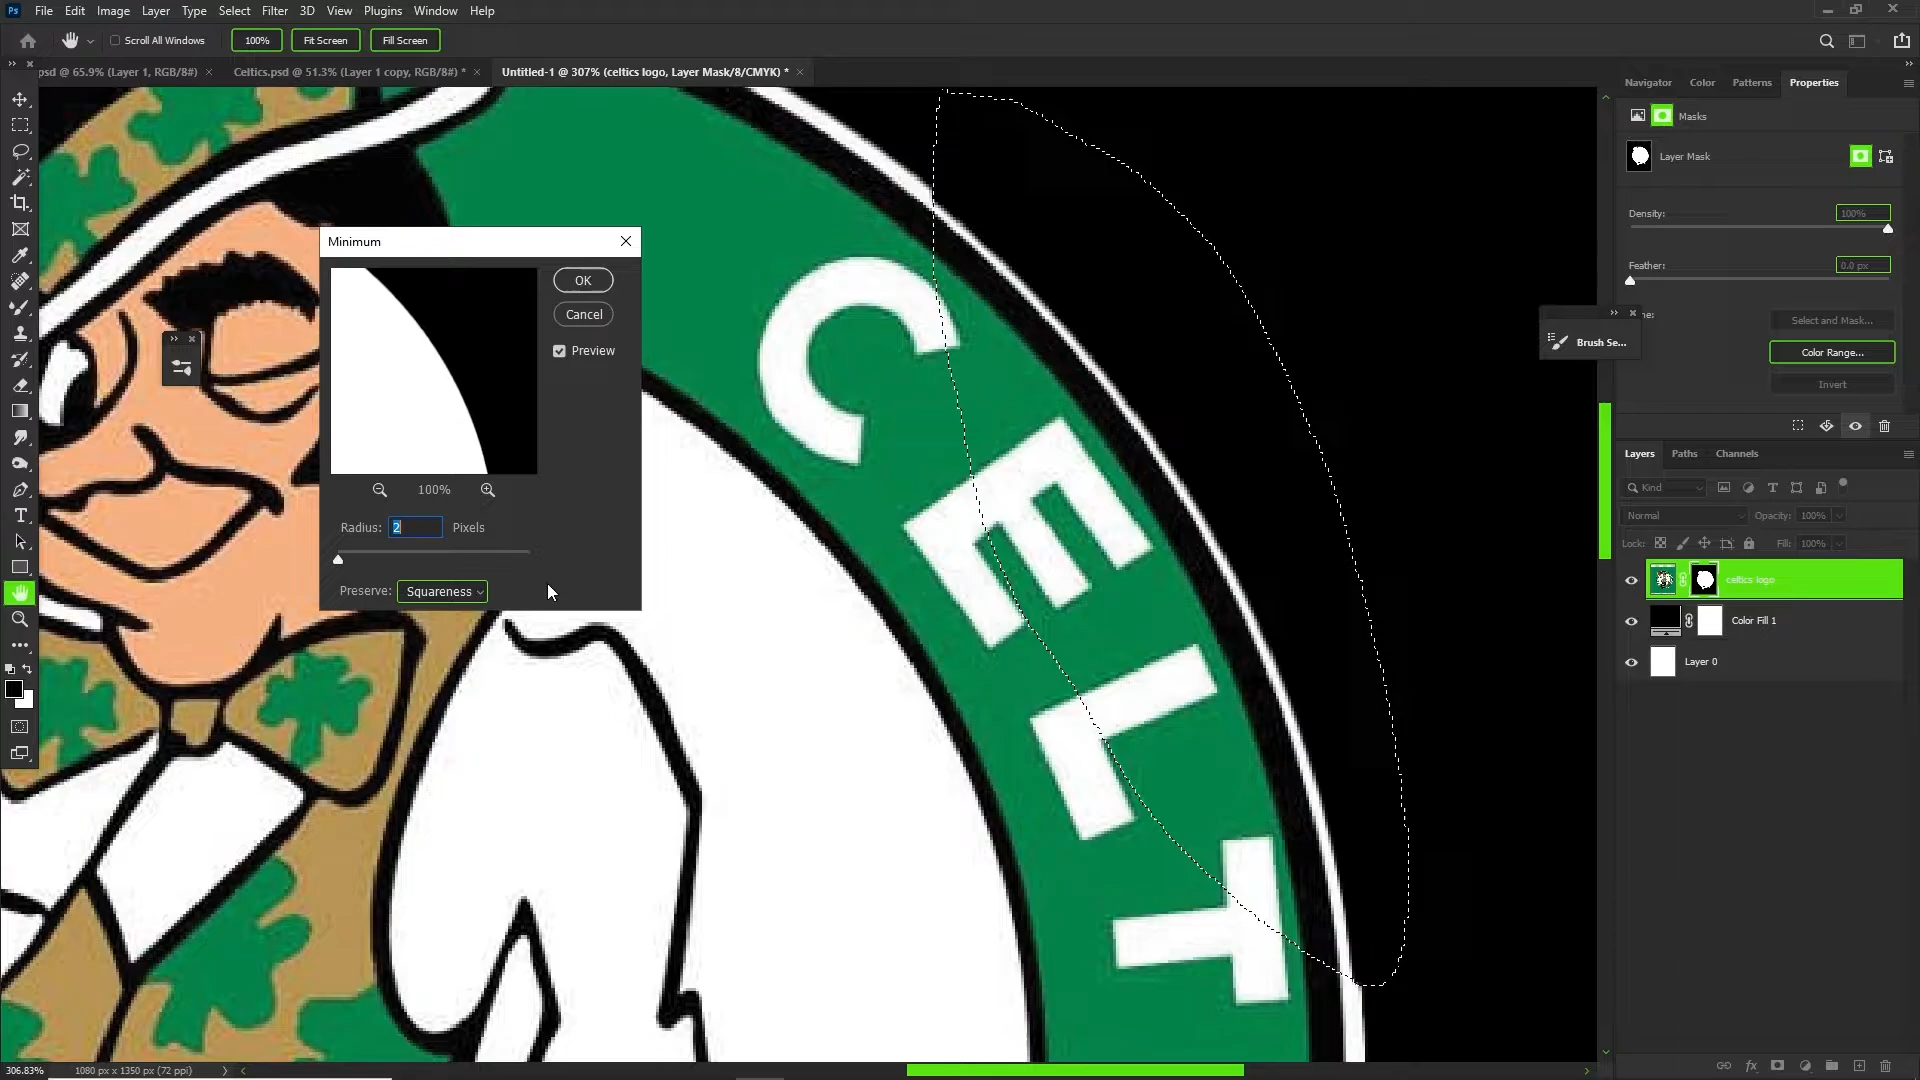 Ps File Edit Image Layer Type Select Filter 3D View Plugins Window Help
Scroll All Windows 100% Fit Screen Fill Screen
psd @ 65.9% (Layer 1, RGB/8#) × Celtics.psd @ 51.3% (Layer 1 copy, RGB/8#) * × Untitled-1 @ 307% (celtics logo, Layer Mask/8/CMYK) * ×
Navigator Color Patterns Properties
Masks
Layer Mask
Density: 100%
Feather: 0.0 px
Select and Mask...
Color Range...
Invert
Brush Se...
Minimum
OK
Cancel
Preview
100%
Radius: 2 Pixels
Preserve: Squareness
CELT
Layers Paths Channels
Kind
Normal Opacity: 100%
Lock: Fill: 100%
celtics logo
Color Fill 1
Layer 0
fx
306.83% 1080 px x 1350 px (72 ppi)